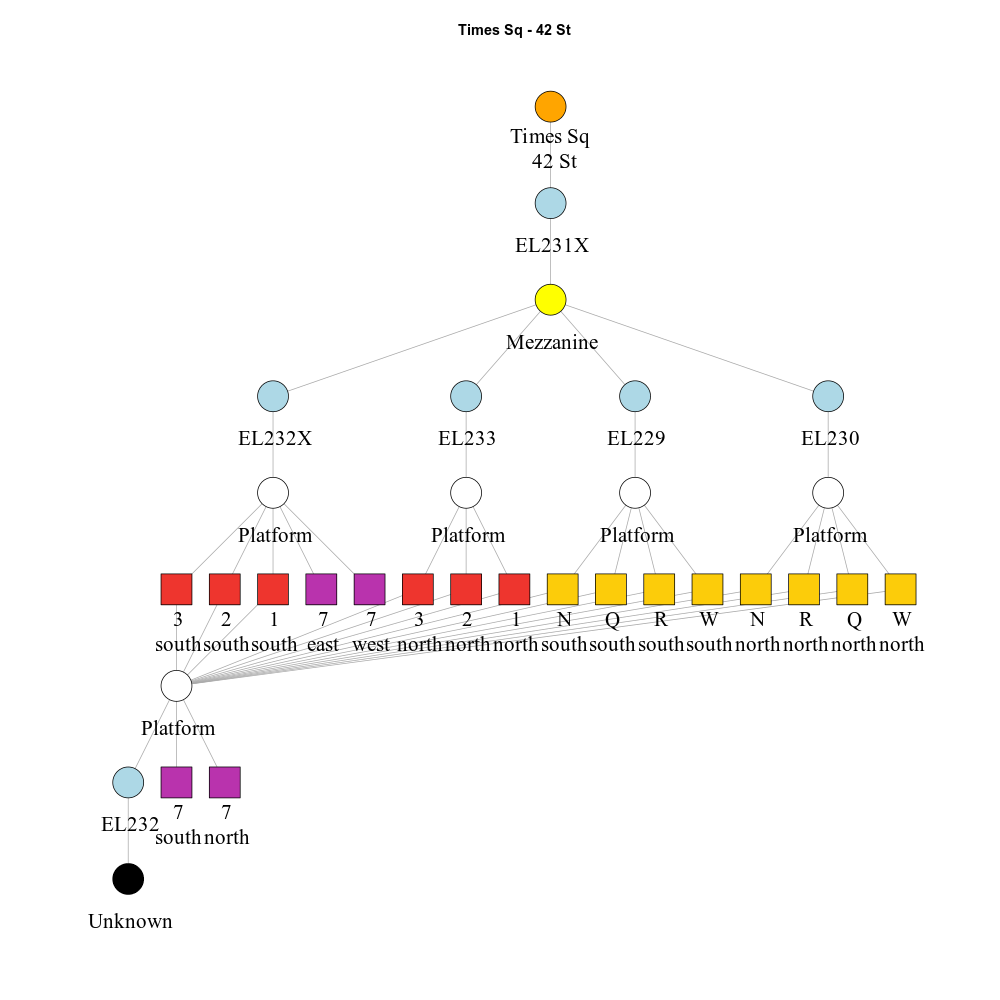 Times Sq - 42 St
Times Sq
42 St
EL231X
Mezzanine
EL232X EL233 EL229 EL230
Platform Platform Platform Platform
3 2 1 7 7 3 2 1 N Q R W N R Q W
south south south east west north north north south south south south north north north north
Platform
EL232
7 7
south north
Unknown